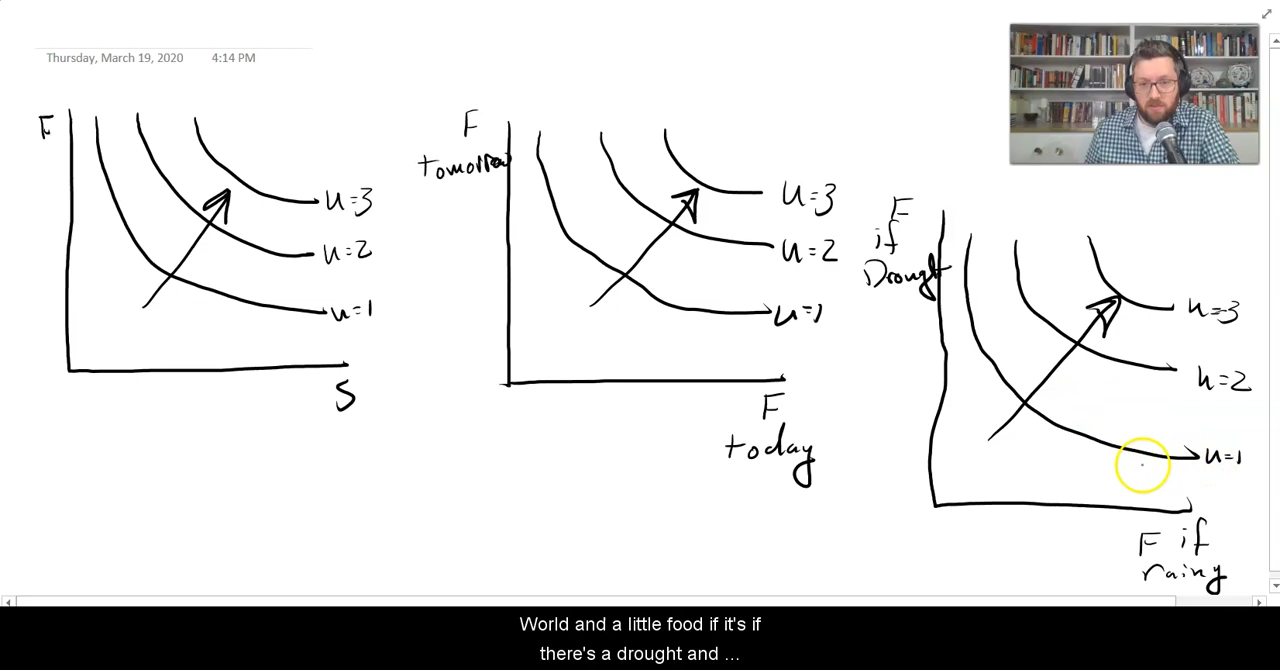 Thursday, March 19, 2020 4:14 PM
F
u=3
u=2
u=1
S
F
tomorrow
u=3
u=2
u=1
F
today
F
if
Drought
u=3
u=2
u=1
F if
rainy
World and a little food if it's if
there's a drought and ...